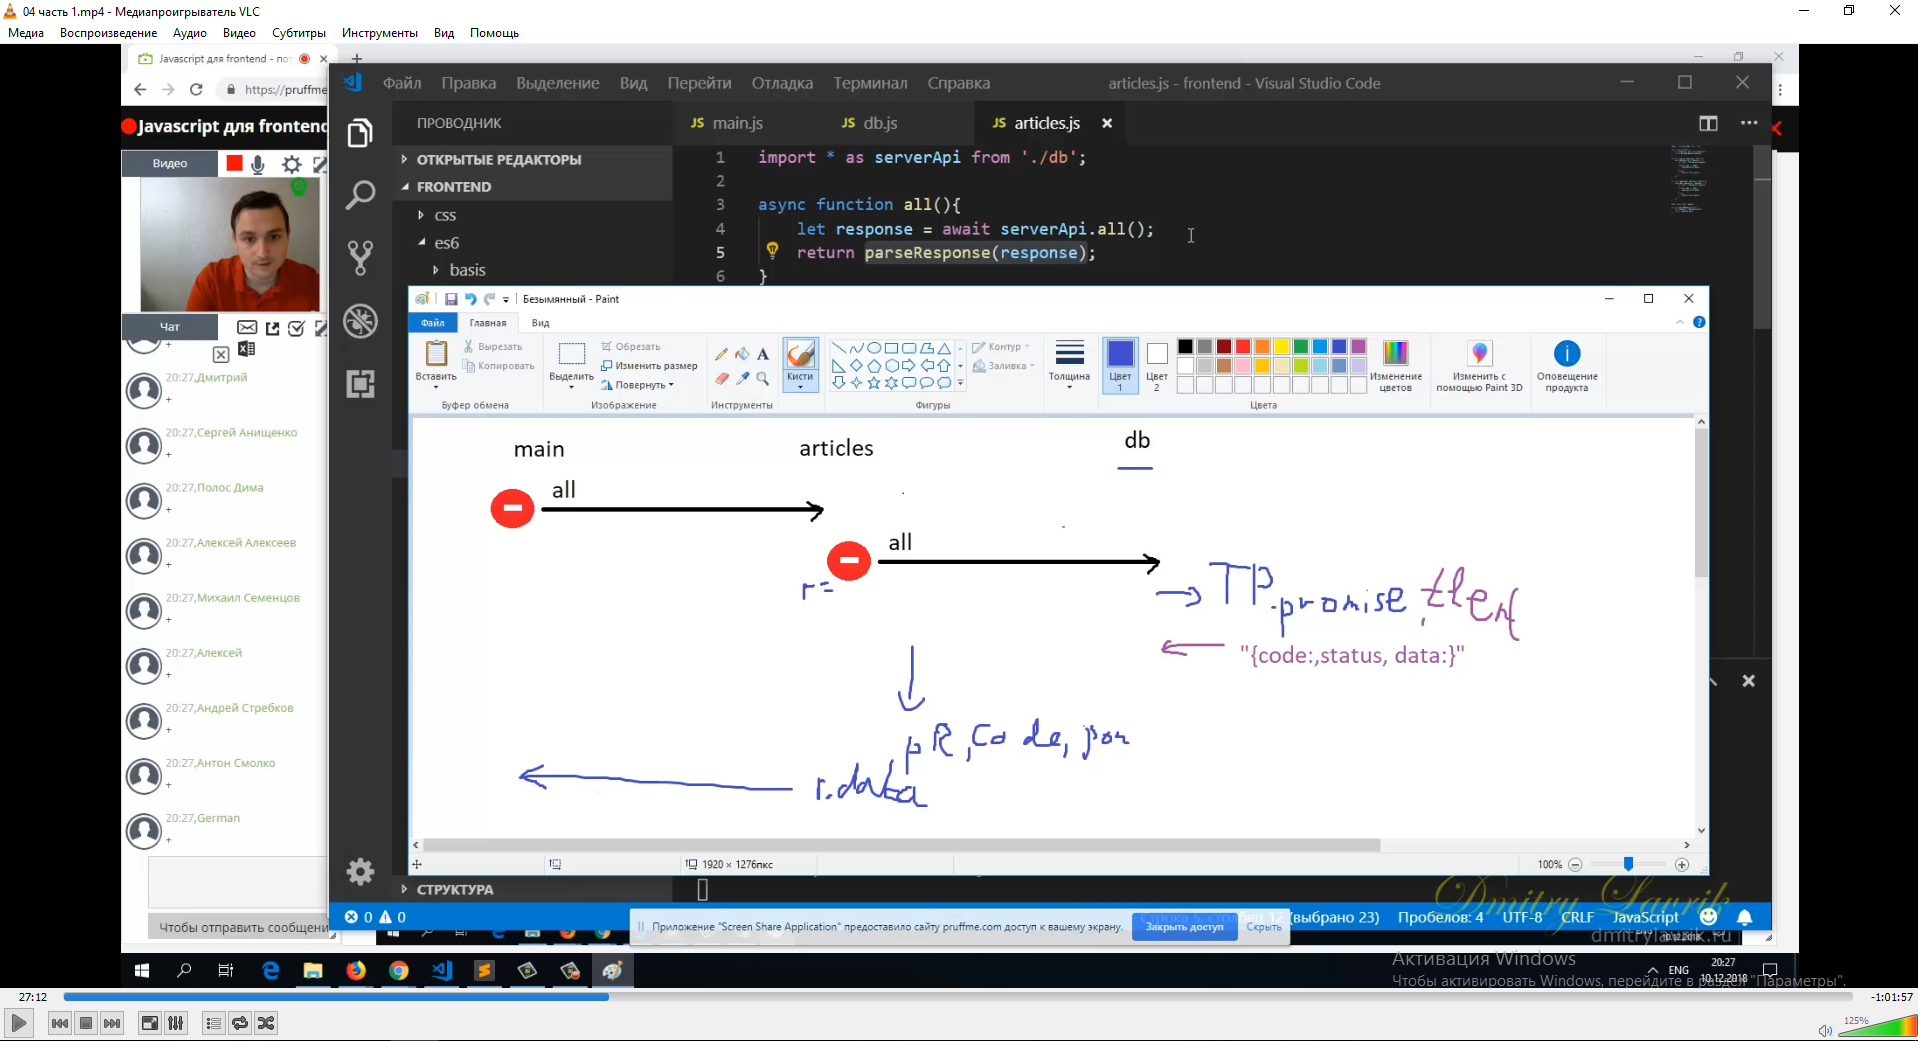 04 часть 1.mp4 - Медиапроигрыватель VLC
Медиа Воспроизведение Аудио Видео Субтитры Инструменты Вид Помощь
Javascript для frontend - по
https://pruffme
Javascript для frontend
Видео
Чат
+
20:27,Дмитрий
+
20:27,Сергей Анищенко
+
20:27,Полос Дима
+
20:27,Алексей Алексеев
+
20:27,Михаил Семенцов
+
20:27,Алексей
+
20:27,Андрей Стребков
+
20:27,Антон Смолко
+
20:27,German
+
Чтобы отправить сообщени
Файл Правка Выделение Вид Перейти Отладка Терминал Справка
articles.js - frontend - Visual Studio Code
ПРОВОДНИК
ОТКРЫТЫЕ РЕДАКТОРЫ
FRONTEND
css
es6
basis
СТРУКТУРА
JS main.js JS db.js JS articles.js
1 import * as serverApi from './db';
2
3 async function all(){
4 let response = await serverApi.all();
5 return parseResponse(response);
6 }
Безымянный - Paint
Файл Главная Вид
Вставить
Вырезать
Копировать
Буфер обмена
Выделить
Обрезать
Изменить размер
Повернуть
Изображение
A
Инструменты
Кисти
Контур
Заливка
Фигуры
Толщина
Цвет 1
Цвет 2
Изменение цветов
Цвета
Изменить с помощью Paint 3D
Оповещение продукта
main articles db
all
all
r=
TP.promise.then(
"{code:,status, data:}"
pR, Code, json
r.data
1920 × 1276пкс
100%
0 0
(выбрано 23) Пробелов: 4 UTF-8 CRLF JavaScript
Приложение "Screen Share Application" предоставило сайту pruffme.com доступ к вашему экрану.
Закрыть доступ
Скрыть
Dmitry Lavrik
dmitrylavrik.ru
Активация Windows
Чтобы активировать Windows, перейдите в раздел "Параметры".
ENG
20:27
10.12.2018
27:12
-1:01:57
125%